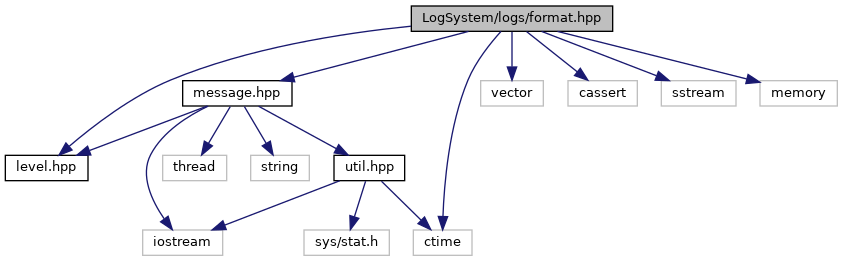 LogSystem/logs/format.hpp
message.hpp
vector
cassert
sstream
memory
level.hpp
thread
string
util.hpp
iostream
sys/stat.h
ctime